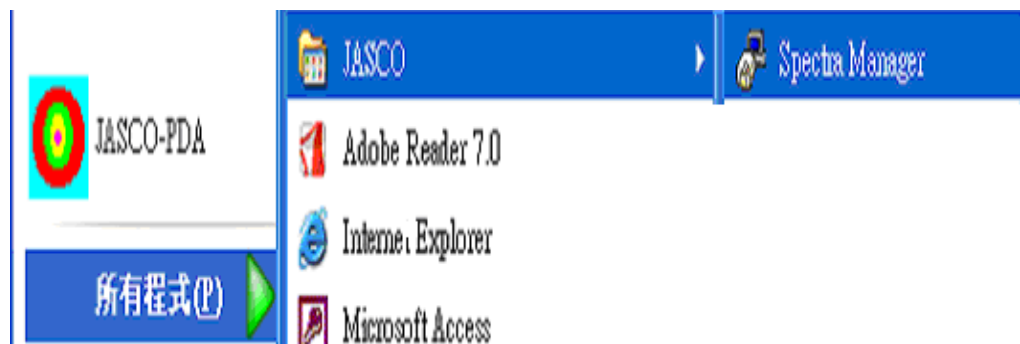 JASCO
Spectra Manager
JASCO-PDA
Adobe Reader 7.0
Internet Explorer
所有程式(P)
Microsoft Access